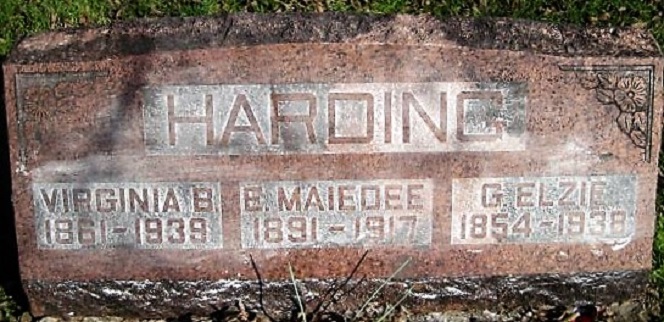 HARDING
VIRGINIA B. E. MAIEDEE G. ELZIE
1861-1939 1891-1917 1854-1938